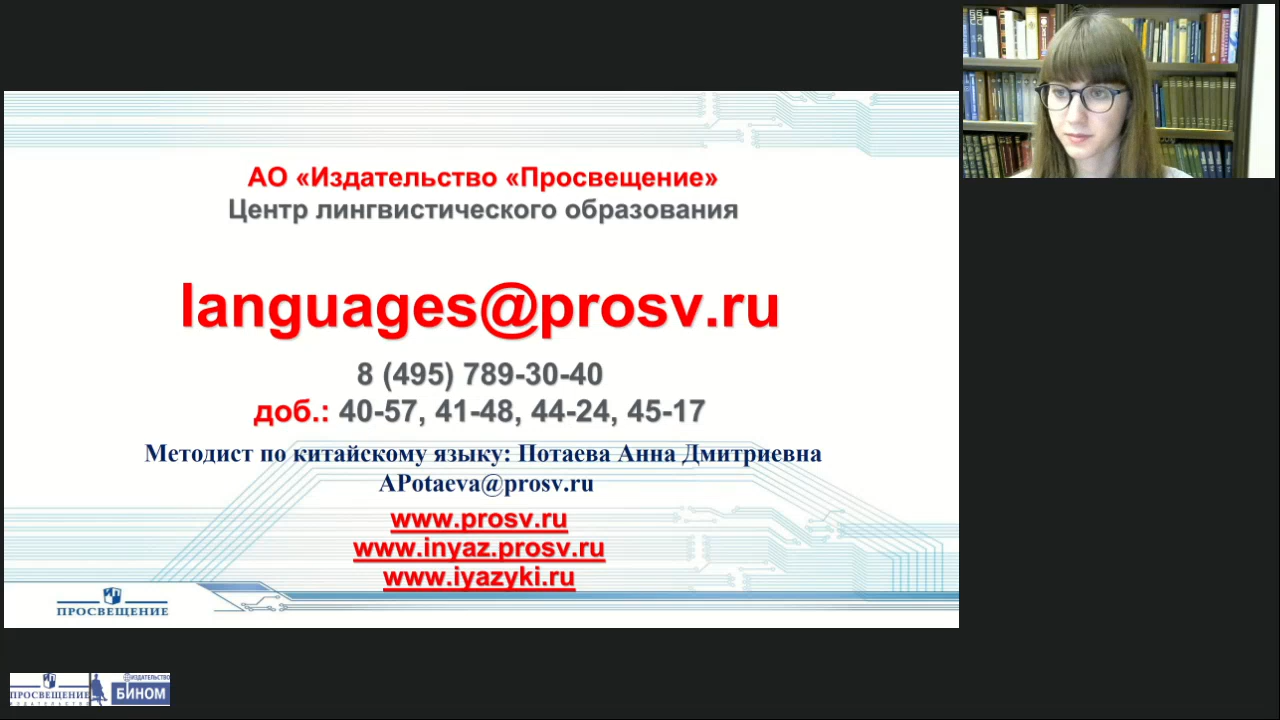 АО «Издательство «Просвещение»
Центр лингвистического образования
languages@prosv.ru
8 (495) 789-30-40
доб.: 40-57, 41-48, 44-24, 45-17
Методист по китайскому языку: Потаева Анна Дмитриевна
APotaeva@prosv.ru
www.prosv.ru
www.inyaz.prosv.ru
www.iyazyki.ru
ПРОСВЕЩЕНИЕ
ПРОСВЕЩЕНИЕ
ИЗДАТЕЛЬСТВО
ИЗДАТЕЛЬСТВО
БИНОМ